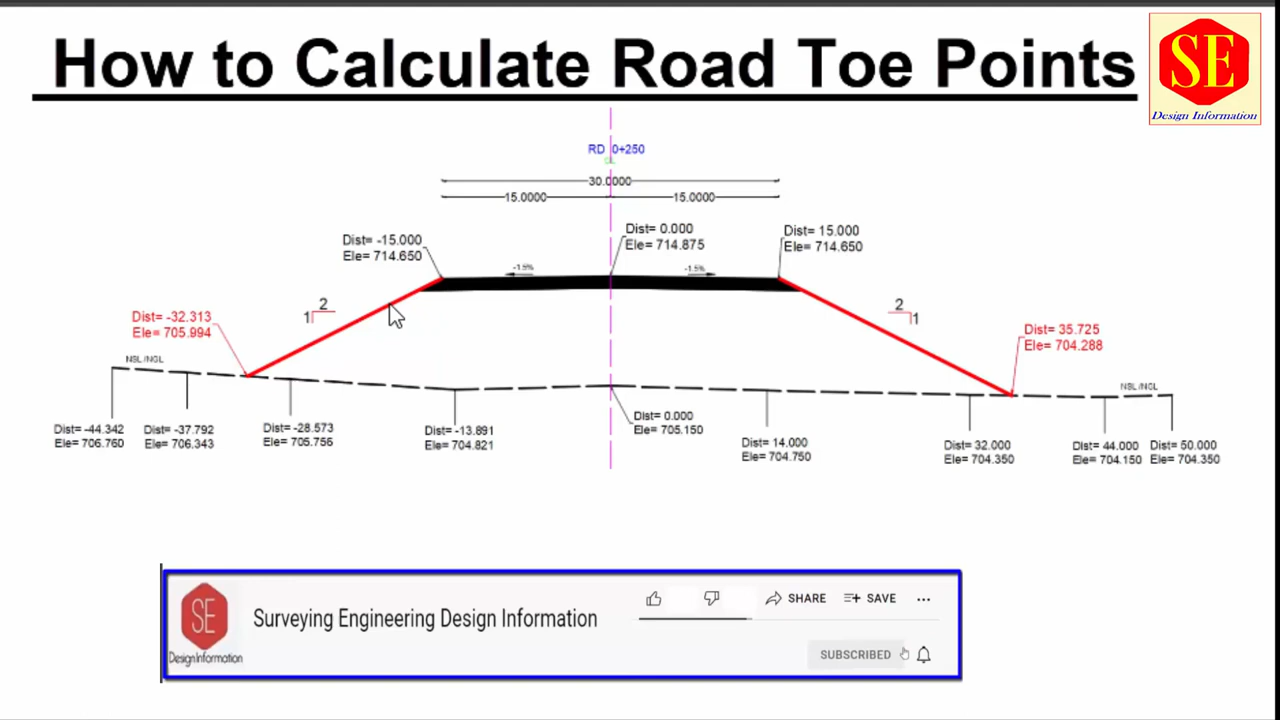 How to Calculate Road Toe Points
SE
Design Information
RD 0+250
30.0000
15.0000
15.0000
Dist= -15.000
Ele= 714.650
Dist= 0.000
Ele= 714.875
Dist= 15.000
Ele= 714.650
-1.5%
-1.5%
2
1
2
1
Dist= -32.313
Ele= 705.994
Dist= 35.725
Ele= 704.288
NSL/NGL
NSL/NGL
Dist= -44.342
Ele= 706.760
Dist= -37.792
Ele= 706.343
Dist= -28.573
Ele= 705.756
Dist= -13.891
Ele= 704.821
Dist= 0.000
Ele= 705.150
Dist= 14.000
Ele= 704.750
Dist= 32.000
Ele= 704.350
Dist= 44.000
Ele= 704.150
Dist= 50.000
Ele= 704.350
SE
Design Information
Surveying Engineering Design Information
SHARE
SAVE
SUBSCRIBED